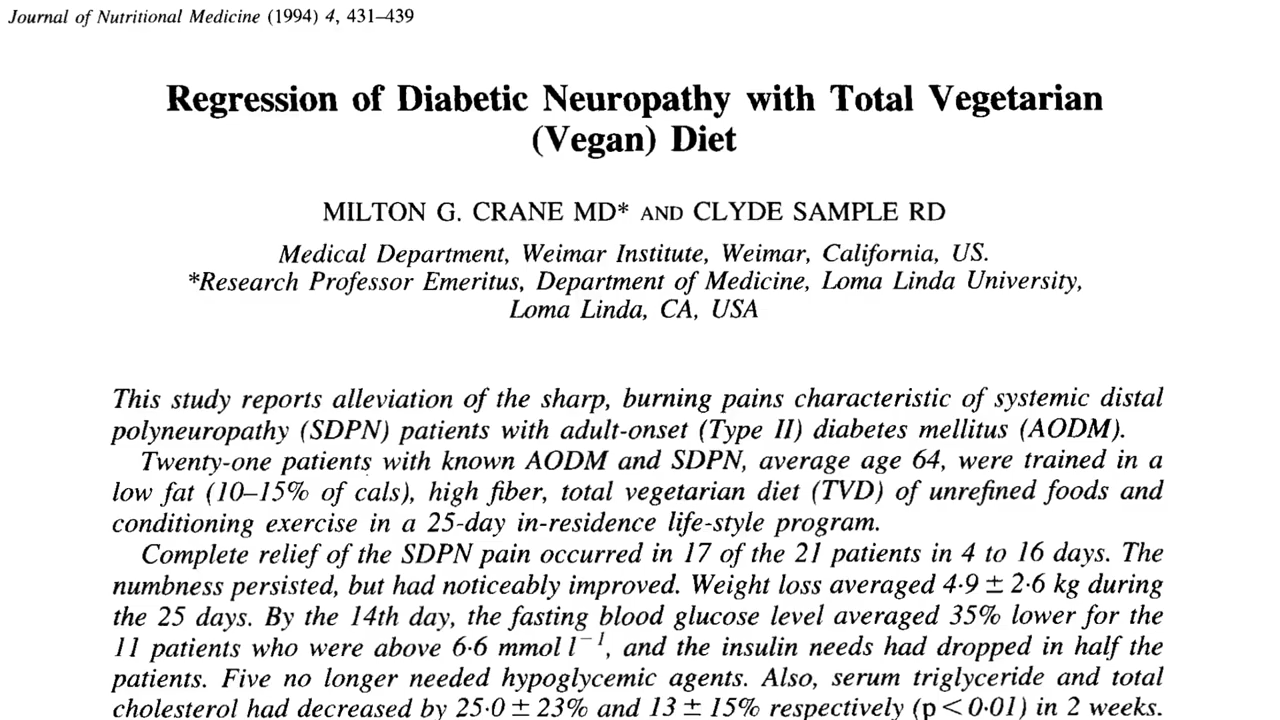 Journal of Nutritional Medicine (1994) 4, 431–439
Regression of Diabetic Neuropathy with Total Vegetarian
(Vegan) Diet
MILTON G. CRANE MD* AND CLYDE SAMPLE RD
Medical Department, Weimar Institute, Weimar, California, US.
*Research Professor Emeritus, Department of Medicine, Loma Linda University,
Loma Linda, CA, USA
This study reports alleviation of the sharp, burning pains characteristic of systemic distal
polyneuropathy (SDPN) patients with adult-onset (Type II) diabetes mellitus (AODM).
Twenty-one patients with known AODM and SDPN, average age 64, were trained in a
low fat (10–15% of cals), high fiber, total vegetarian diet (TVD) of unrefined foods and
conditioning exercise in a 25-day in-residence life-style program.
Complete relief of the SDPN pain occurred in 17 of the 21 patients in 4 to 16 days. The
numbness persisted, but had noticeably improved. Weight loss averaged 4·9 ± 2·6 kg during
the 25 days. By the 14th day, the fasting blood glucose level averaged 35% lower for the
11 patients who were above 6·6 mmol l⁻¹, and the insulin needs had dropped in half the
patients. Five no longer needed hypoglycemic agents. Also, serum triglyceride and total
cholesterol had decreased by 25·0 ± 23% and 13 ± 15% respectively (p < 0·01) in 2 weeks.